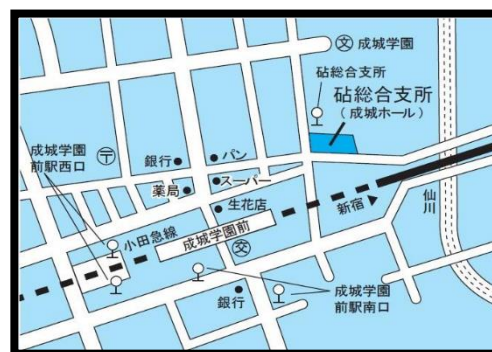 文 成城学園
砧総合支所
砧総合支所
(成城ホール)
成城学園
前駅西口
〒
銀行
パン
薬局
スーパー
生花店
新宿
仙川
小田急線
成城学園前
交
銀行
成城学園
前駅南口